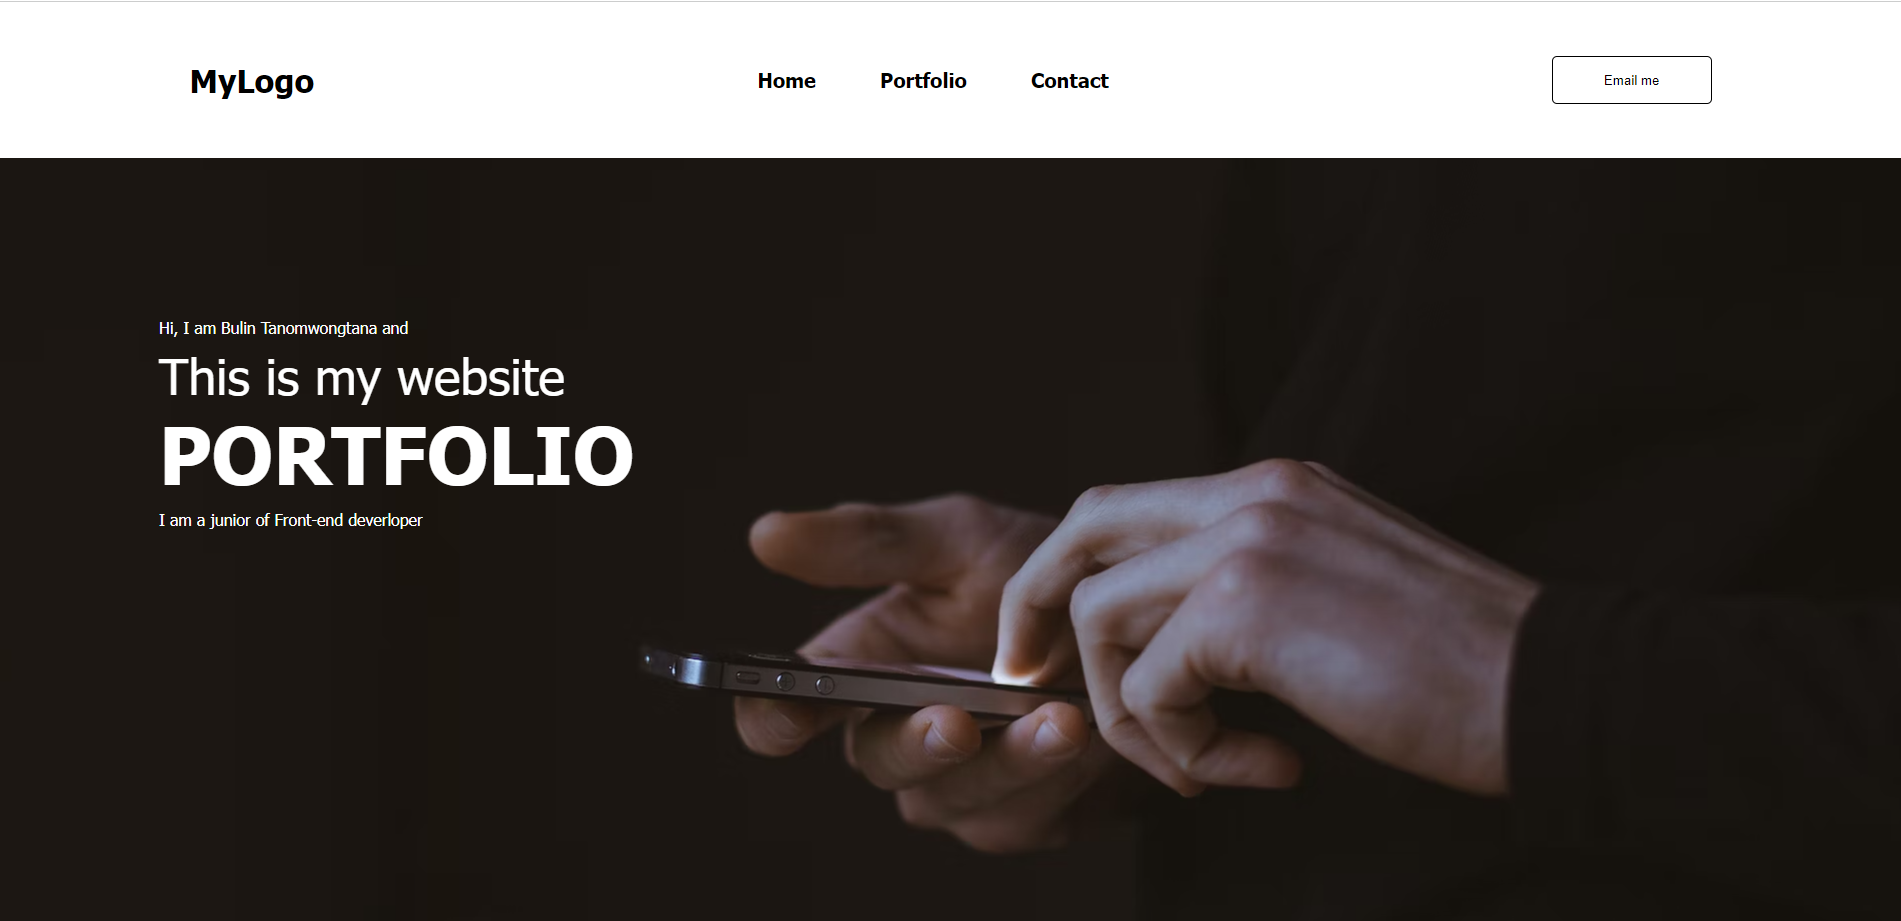 MyLogo
Home Portfolio Contact
Email me
Hi, I am Bulin Tanomwongtana and
This is my website
PORTFOLIO
I am a junior of Front-end deverloper